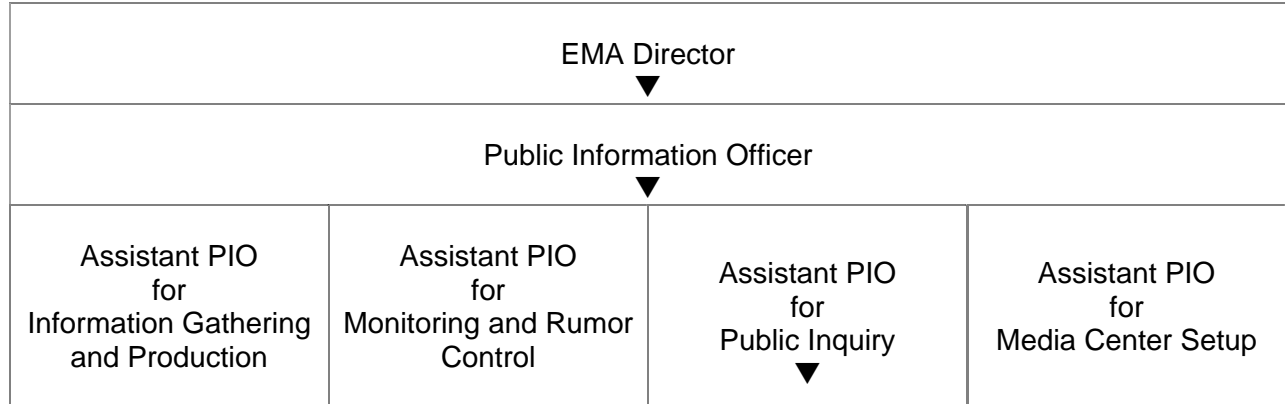 EMA Director
▼
Public Information Officer
▼
Assistant PIO
for
Information Gathering
and Production
Assistant PIO
for
Monitoring and Rumor
Control
Assistant PIO
for
Public Inquiry
▼
Assistant PIO
for
Media Center Setup